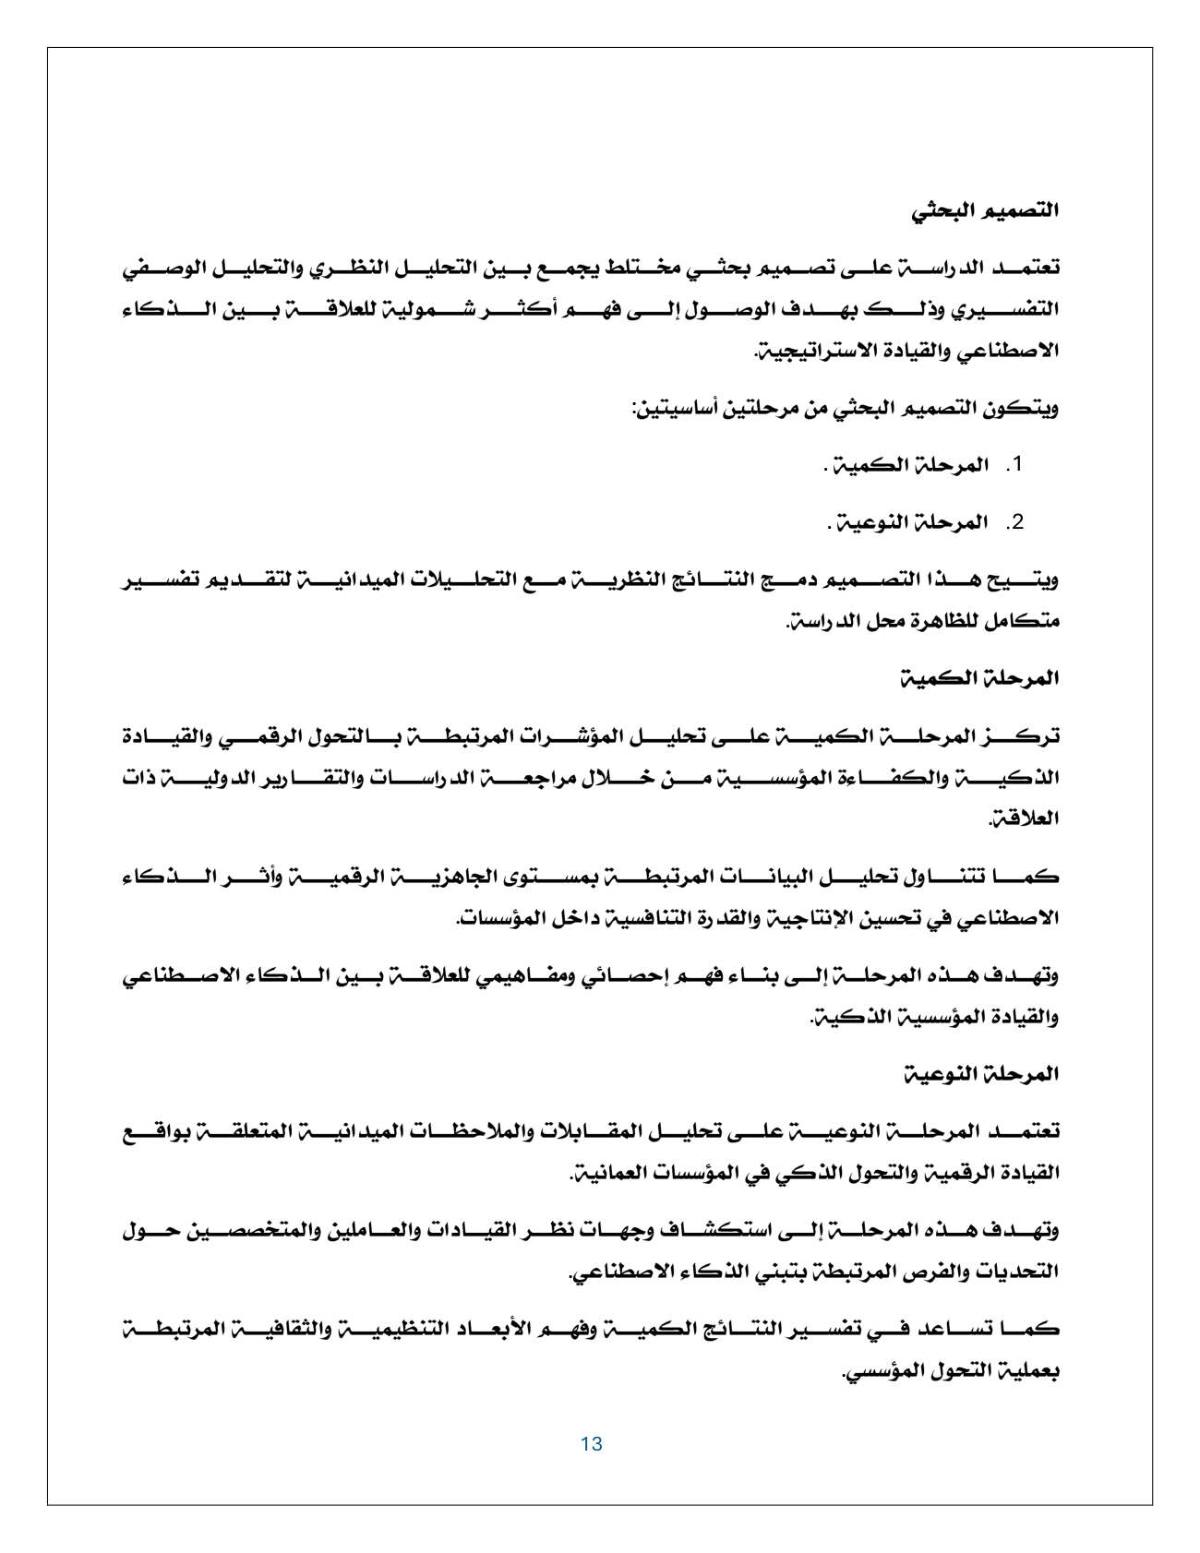 التصميم البحثي
تعتمد الدراسة على تصميم بحثي مختلط يجمع بين التحليل النظري والتحليل الوصفي
التفسيري وذلك بهدف الوصول إلى فهم أكثر شمولية للعلاقة بين الذكاء
الاصطناعي والقيادة الاستراتيجية.
ويتكون التصميم البحثي من مرحلتين أساسيتين:
1. المرحلة الكمية .
2. المرحلة النوعية .
ويتيح هذا التصميم دمج النتائج النظرية مع التحليلات الميدانية لتقديم تفسير
متكامل للظاهرة محل الدراسة.
المرحلة الكمية
تركز المرحلة الكمية على تحليل المؤشرات المرتبطة بالتحول الرقمي والقيادة
الذكية والكفاءة المؤسسية من خلال مراجعة الدراسات والتقارير الدولية ذات
العلاقة.
كما تتناول تحليل البيانات المرتبطة بمستوى الجاهزية الرقمية وأثر الذكاء
الاصطناعي في تحسين الإنتاجية والقدرة التنافسية داخل المؤسسات.
وتهدف هذه المرحلة إلى بناء فهم إحصائي ومفاهيمي للعلاقة بين الذكاء الاصطناعي
والقيادة المؤسسية الذكية.
المرحلة النوعية
تعتمد المرحلة النوعية على تحليل المقابلات والملاحظات الميدانية المتعلقة بواقع
القيادة الرقمية والتحول الذكي في المؤسسات العمانية.
وتهدف هذه المرحلة إلى استكشاف وجهات نظر القيادات والعاملين والمتخصصين حول
التحديات والفرص المرتبطة بتبني الذكاء الاصطناعي.
كما تساعد في تفسير النتائج الكمية وفهم الأبعاد التنظيمية والثقافية المرتبطة
بعملية التحول المؤسسي.
13